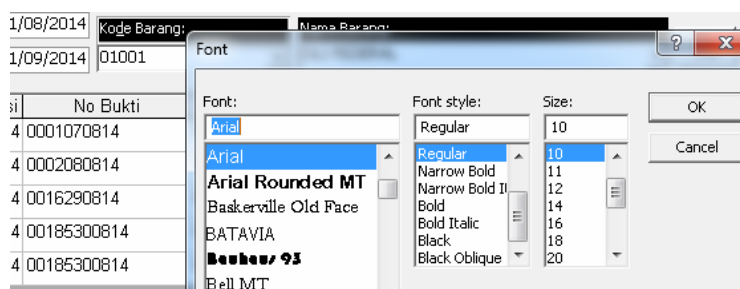 1/08/2014 Kode Barang: Nama Barang:
1/09/2014 01001
Font
? X
No Bukti
4 0001070814
4 0002080814
4 0016290814
4 00185300814
4 00185300814
Font: Font style: Size:
Arial Regular 10
OK
Cancel
Arial Regular 10
Arial Rounded MT Narrow Bold 11
Baskerville Old Face Narrow Bold I 12
BATAVIA Bold 14
Bauhaus 93 Bold Italic 16
Bell MT Black 18
Black Oblique 20